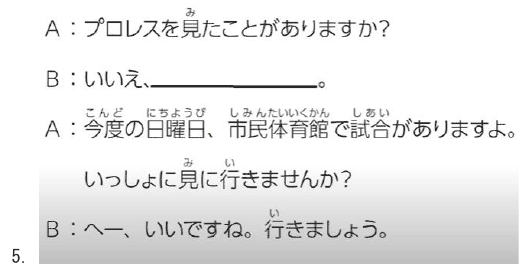 A：プロレスを見たことがありますか?
B：いいえ、＿＿＿＿＿＿＿＿。
A：今度の日曜日、市民体育館で試合がありますよ。
いっしょに見に行きませんか?
B：へー、いいですね。行きましょう。
5.